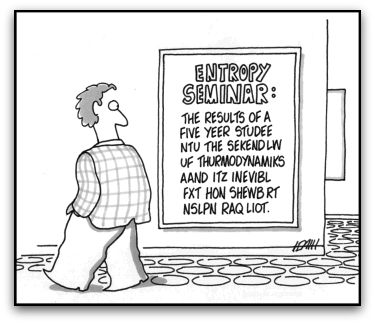 ENTROPY
SEMINAR:
THE RESULTS OF A
FIVE YEER STUDEE
NTU THE SEKEND LW
UF THURMODYNAMIKS
AAND ITZ INEVIBL
FXT HON SHEWB RT
NSLPN RAQ LIOT.